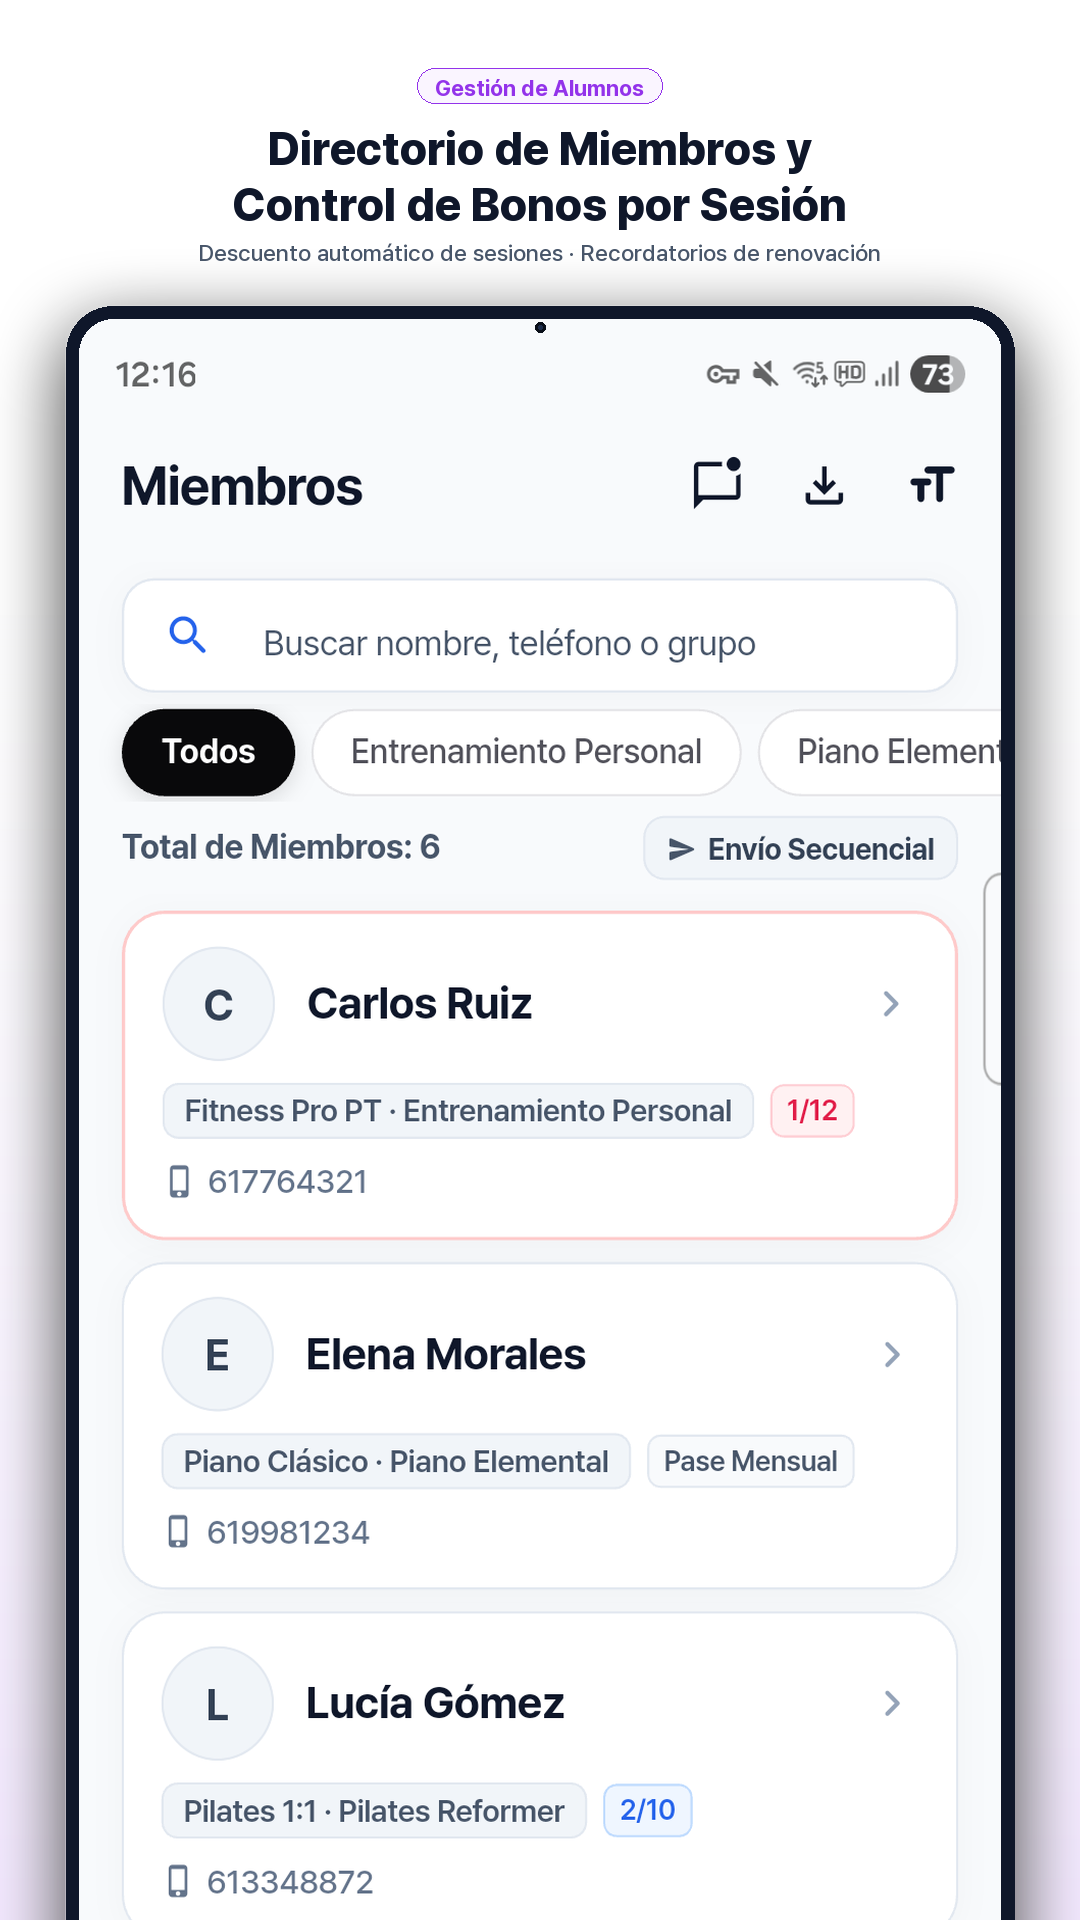 Gestión de Alumnos
Directorio de Miembros y
Control de Bonos por Sesión
Descuento automático de sesiones · Recordatorios de renovación
12:16
5 HD 73
Miembros
Buscar nombre, teléfono o grupo
Todos Entrenamiento Personal Piano Element
Total de Miembros: 6 Envío Secuencial
C Carlos Ruiz
Fitness Pro PT · Entrenamiento Personal 1/12
617764321
E Elena Morales
Piano Clásico · Piano Elemental Pase Mensual
619981234
L Lucía Gómez
Pilates 1:1 · Pilates Reformer 2/10
613348872